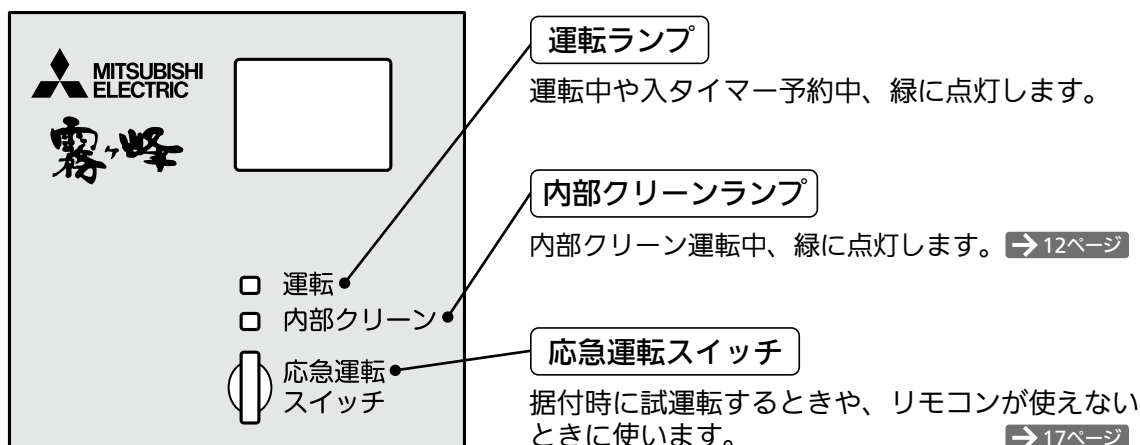 MITSUBISHI
ELECTRIC
霧ヶ峰
運転
内部クリーン
応急運転
スイッチ
運転ランプ
運転中や入タイマー予約中、緑に点灯します。
内部クリーンランプ
内部クリーン運転中、緑に点灯します。 →12ページ
応急運転スイッチ
据付時に試運転するときや、リモコンが使えない
ときに使います。 →17ページ